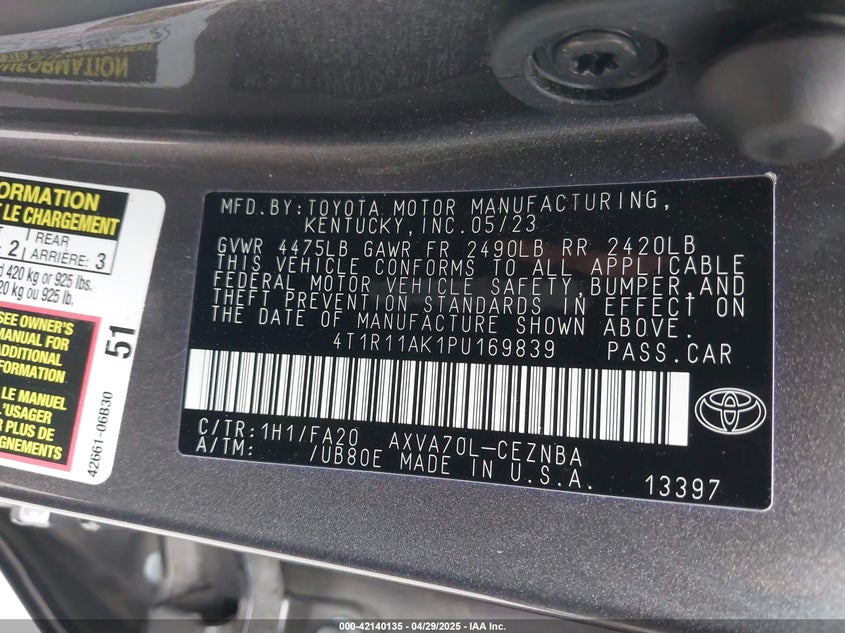 NFORMATION
FORMATION
LE CHARGEMENT
2
REAR
ARRIÈRE: 3
420 kg or 925 lbs.
20 kg ou 925 lb.
SEE OWNER'S
MANUAL FOR
ADDITIONAL
INFORMATION
LE MANUEL
L'USAGER
R PLUS DE
GNEMENTS
51
42661-06B30
MFD.BY:TOYOTA MOTOR MANUFACTURING,
KENTUCKY, INC. 05/23
GVWR 4475LB GAWR FR 2490LB RR 2420LB
THIS VEHICLE CONFORMS TO ALL APPLICABLE
FEDERAL MOTOR VEHICLE SAFETY, BUMPER, AND
THEFT PREVENTION STANDARDS IN EFFECT ON
THE DATE OF MANUFACTURE SHOWN ABOVE.
4T1R11AK1PU169839 PASS.CAR
C/TR:1H1/FA20 AXVA70L-CEZNBA
A/TM: /UB80E MADE IN U.S.A.
13397
000-42140135 - 04/29/2025 - IAA Inc.